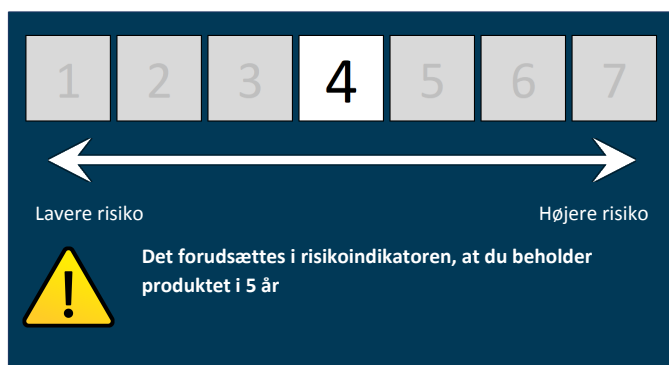 1 2 3 4 5 6 7
Lavere risiko Højere risiko
Det forudsættes i risikoindikatoren, at du beholder
produktet i 5 år